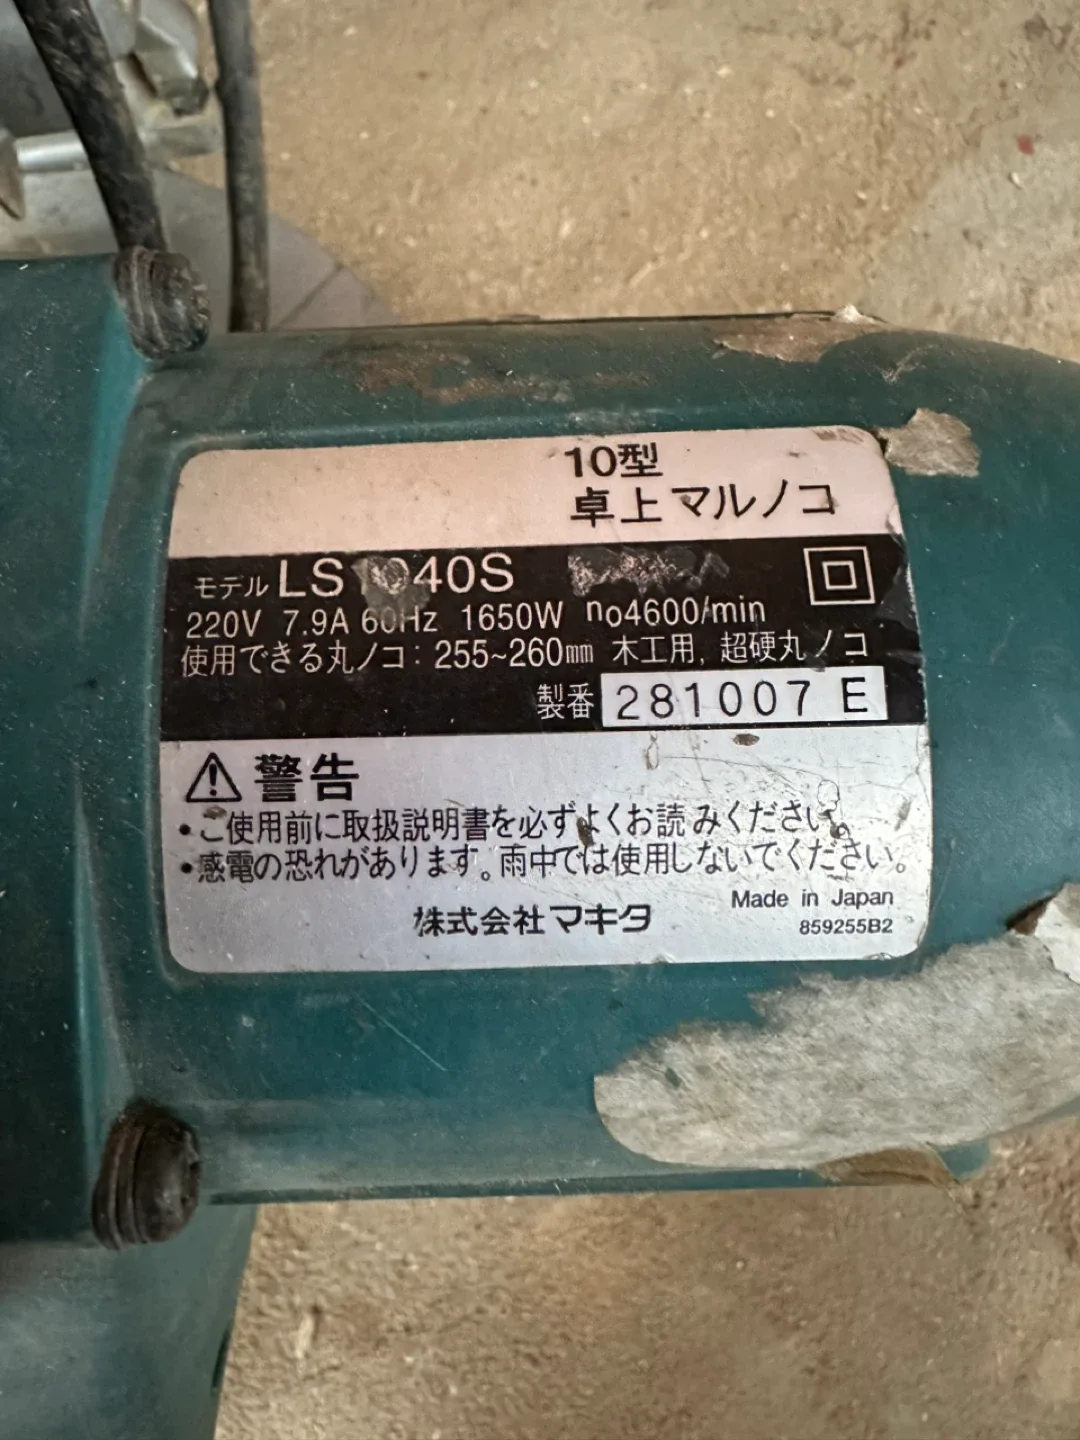 10型
卓上マルノコ
モデル LS1040S
220V 7.9A 60Hz 1650W no4600/min
使用できる丸ノコ: 255~260mm 木工用, 超硬丸ノコ
製番 281007 E
警告
・ご使用前に取扱説明書を必ずよくお読みください。
・感電の恐れがあります。雨中では使用しないでください。
株式会社マキタ
Made in Japan
859255B2